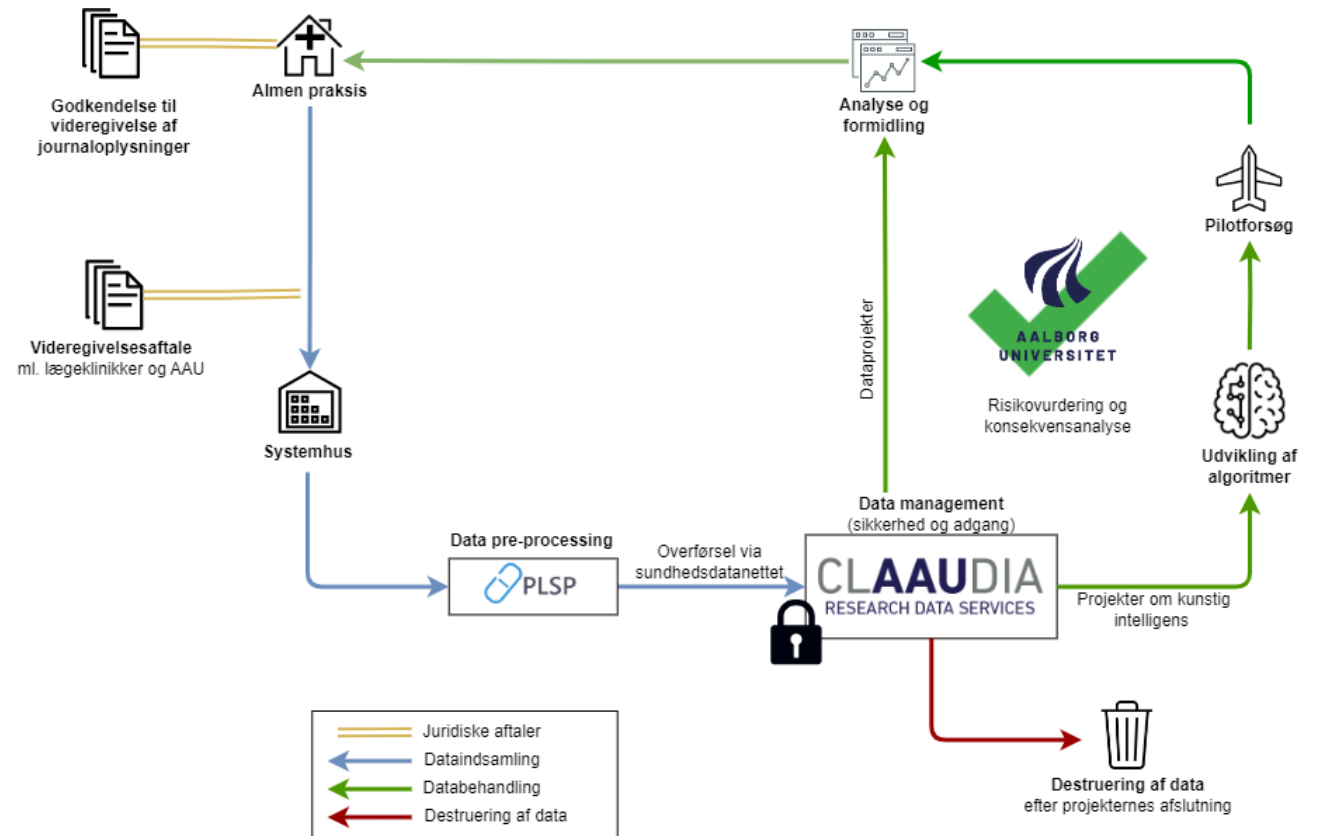 Godkendelse til
videregivelse af
journaloplysninger
Almen praksis
Analyse og
formidling
Pilotforsøg
Videregivelsesaftale
ml. lægeklinikker og AAU
Systemhus
Dataprojekter
AALBORG
UNIVERSITET
Risikovurdering og
konsekvensanalyse
Udvikling af
algoritmer
Data pre-processing
PLSP
Overførsel via
sundhedsdatanettet
Data management
(sikkerhed og adgang)
CLAAUDIA
RESEARCH DATA SERVICES
Projekter om kunstig
intelligens
Juridiske aftaler
Dataindsamling
Databehandling
Destruering af data
Destruering af data
efter projekternes afslutning